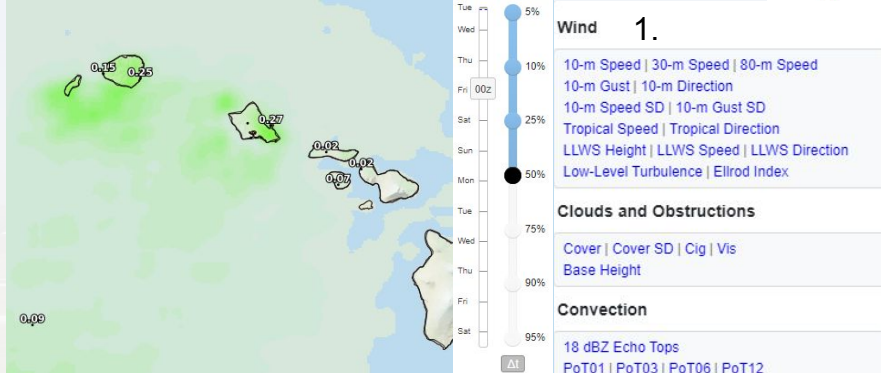 0.15
0.25
0.27
0.02
0.02
0.07
0.09
Tue
Wed
Thu
Fri
00z
Sat
Sun
Mon
Tue
Wed
Thu
Fri
Sat
5%
10%
25%
50%
75%
90%
95%
Δt
Wind 1.
10-m Speed | 30-m Speed | 80-m Speed
10-m Gust | 10-m Direction
10-m Speed SD | 10-m Gust SD
Tropical Speed | Tropical Direction
LLWS Height | LLWS Speed | LLWS Direction
Low-Level Turbulence | Ellrod Index
Clouds and Obstructions
Cover | Cover SD | Cig | Vis
Base Height
Convection
18 dBZ Echo Tops
PoT01 | PoT03 | PoT06 | PoT12